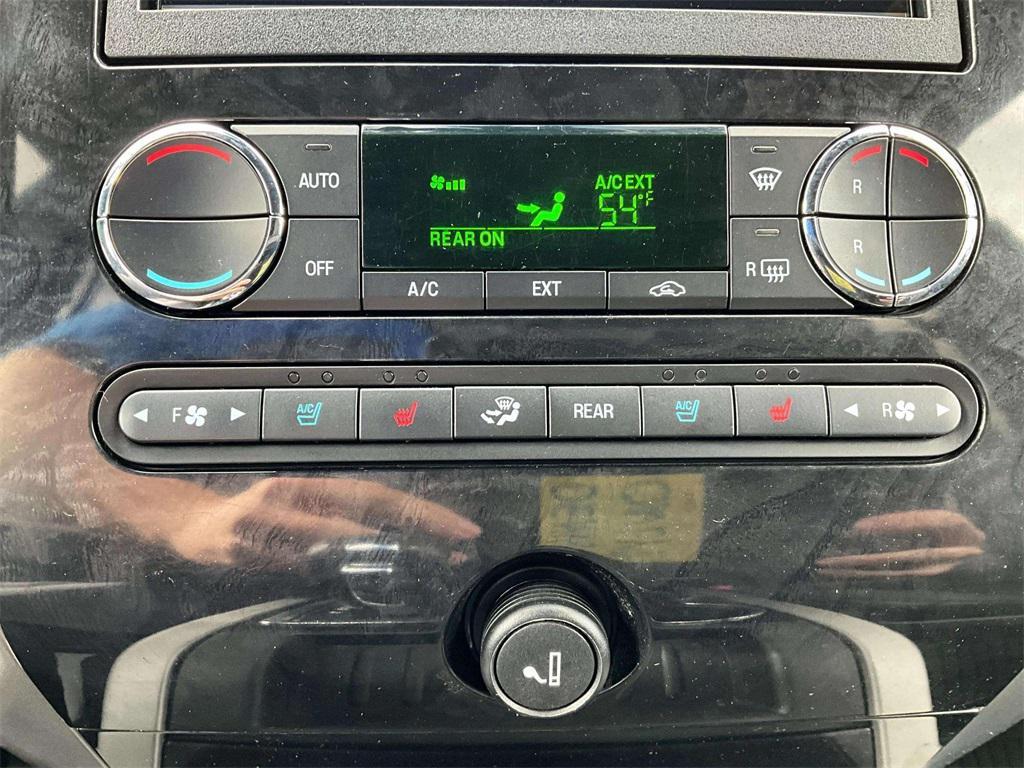 AUTO
A/C EXT
54°F
REAR ON
R
R
OFF
R
A/C
EXT
F
A/C
REAR
A/C
R